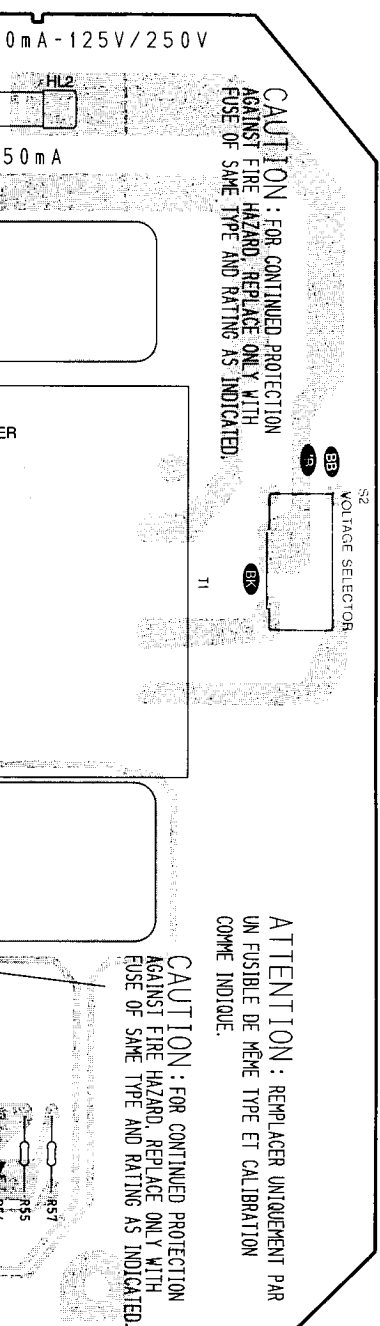 0mA-125V/250V
HL2
50mA
CAUTION: FOR CONTINUED PROTECTION
AGAINST FIRE HAZARD, REPLACE ONLY WITH
FUSE OF SAME TYPE AND RATING AS INDICATED.
ER
BB
S2
VOLTAGE SELECTOR
BK
T1
ATTENTION: REMPLACER UNIQUEMENT PAR
UN FUSIBLE DE MÊME TYPE ET CALIBRATION
COMME INDIQUE.
CAUTION: FOR CONTINUED PROTECTION
AGAINST FIRE HAZARD, REPLACE ONLY WITH
FUSE OF SAME TYPE AND RATING AS INDICATED.
R57
R55